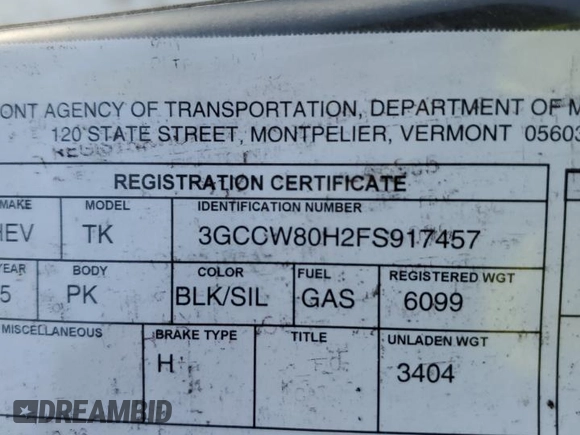 ONT AGENCY OF TRANSPORTATION, DEPARTMENT OF M
120 STATE STREET, MONTPELIER, VERMONT 05603
REGISTRATION CERTIFICATE
MAKE MODEL IDENTIFICATION NUMBER
HEV TK 3GCCW80H2FS917457
YEAR BODY COLOR FUEL REGISTERED WGT
5 PK BLK/SIL GAS 6099
MISCELLANEOUS BRAKE TYPE TITLE UNLADEN WGT
H 3404
DREAMBID